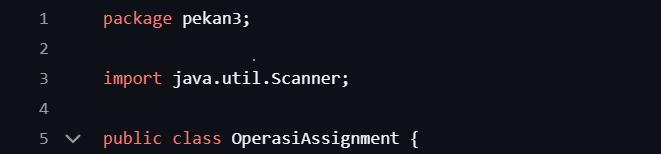 1 package pekan3;
2
3 import java.util.Scanner;
4
5 public class OperasiAssignment {